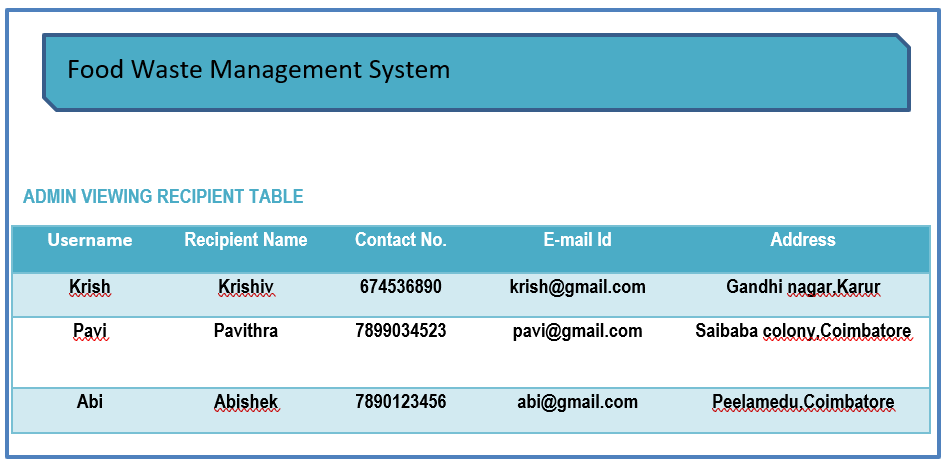 Food Waste Management System
ADMIN VIEWING RECIPIENT TABLE
Username Recipient Name Contact No. E-mail Id Address
Krish Krishiv 674536890 krish@gmail.com Gandhi nagar,Karur
Pavi Pavithra 7899034523 pavi@gmail.com Saibaba colony,Coimbatore
Abi Abishek 7890123456 abi@gmail.com Peelamedu,Coimbatore